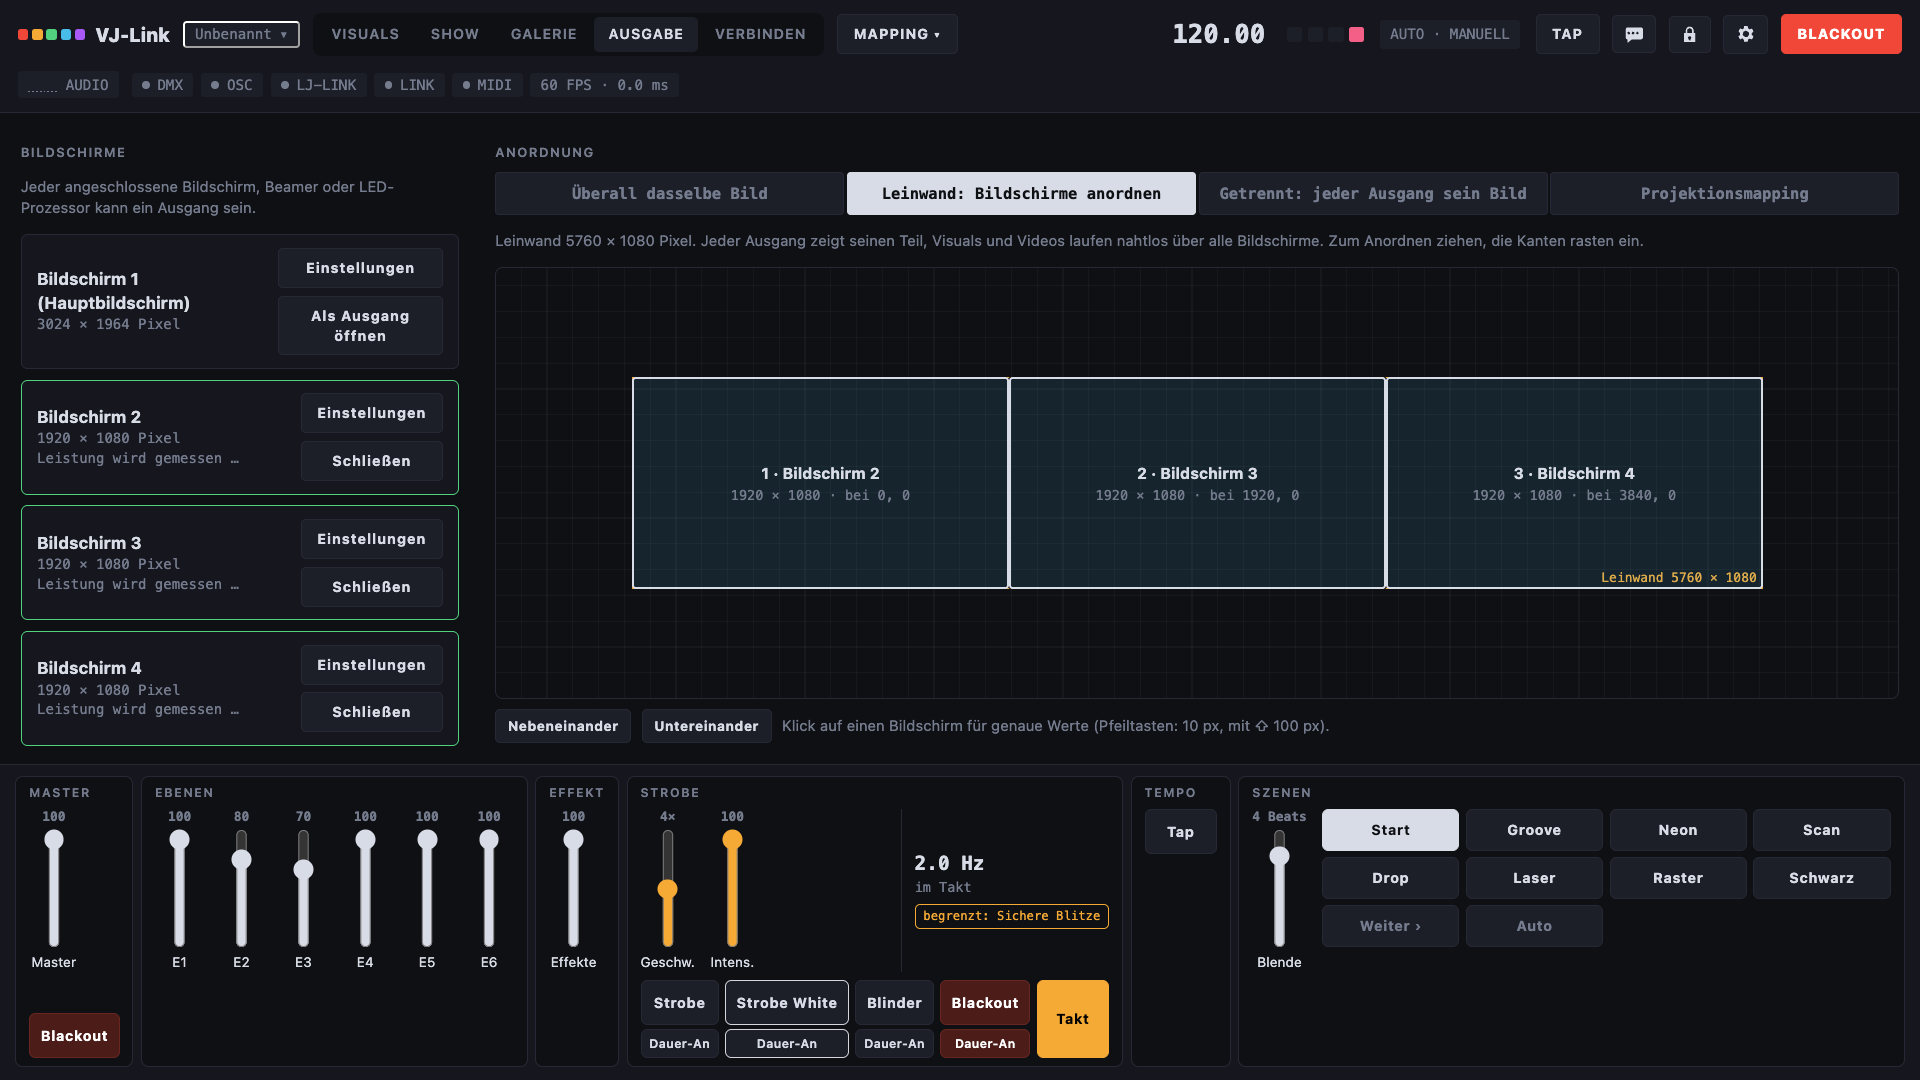 VJ-Link
Unbenannt ▾
VISUALS
SHOW
GALERIE
AUSGABE
VERBINDEN
MAPPING ▾
120.00
AUTO · MANUELL
TAP
BLACKOUT
AUDIO
DMX
OSC
LJ-LINK
LINK
MIDI
60 FPS · 0.0 ms
BILDSCHIRME
Jeder angeschlossene Bildschirm, Beamer oder LED-
Prozessor kann ein Ausgang sein.
Bildschirm 1
(Hauptbildschirm)
3024 × 1964 Pixel
Einstellungen
Als Ausgang
öffnen
Bildschirm 2
1920 × 1080 Pixel
Leistung wird gemessen …
Einstellungen
Schließen
Bildschirm 3
1920 × 1080 Pixel
Leistung wird gemessen …
Einstellungen
Schließen
Bildschirm 4
1920 × 1080 Pixel
Leistung wird gemessen …
Einstellungen
Schließen
ANORDNUNG
Überall dasselbe Bild
Leinwand: Bildschirme anordnen
Getrennt: jeder Ausgang sein Bild
Projektionsmapping
Leinwand 5760 × 1080 Pixel. Jeder Ausgang zeigt seinen Teil, Visuals und Videos laufen nahtlos über alle Bildschirme. Zum Anordnen ziehen, die Kanten rasten ein.
1 · Bildschirm 2
1920 × 1080 · bei 0, 0
2 · Bildschirm 3
1920 × 1080 · bei 1920, 0
3 · Bildschirm 4
1920 × 1080 · bei 3840, 0
Leinwand 5760 × 1080
Nebeneinander
Untereinander
Klick auf einen Bildschirm für genaue Werte (Pfeiltasten: 10 px, mit ⇧ 100 px).
MASTER
100
Master
Blackout
EBENEN
100 80 70 100 100 100
E1 E2 E3 E4 E5 E6
EFFEKT
100
Effekte
STROBE
4× 100
Geschw. Intens.
2.0 Hz
im Takt
begrenzt: Sichere Blitze
Strobe
Strobe White
Blinder
Blackout
Takt
Dauer-An
Dauer-An
Dauer-An
Dauer-An
TEMPO
Tap
SZENEN
4 Beats
Blende
Start
Groove
Neon
Scan
Drop
Laser
Raster
Schwarz
Weiter ›
Auto